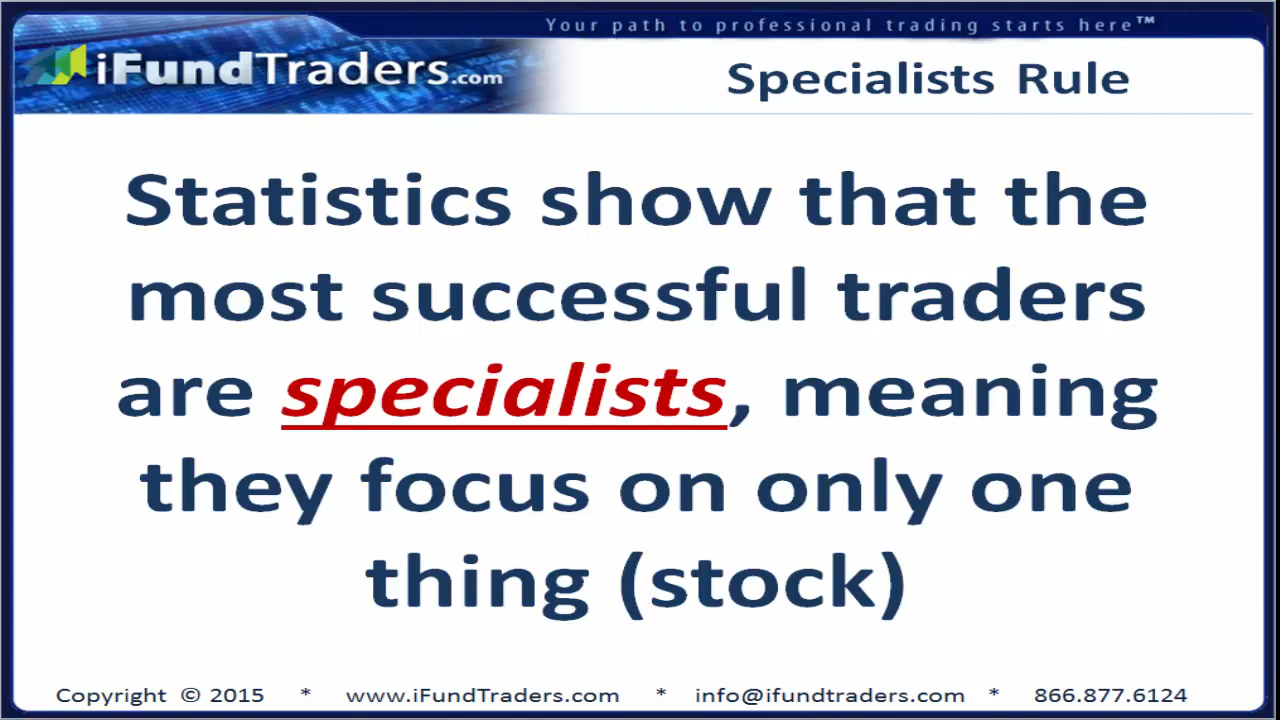 Your path to professional trading starts here™
iFundTraders.com
Specialists Rule
Statistics show that the
most successful traders
are specialists, meaning
they focus on only one
thing (stock)
Copyright © 2015 * www.iFundTraders.com * info@ifundtraders.com * 866.877.6124